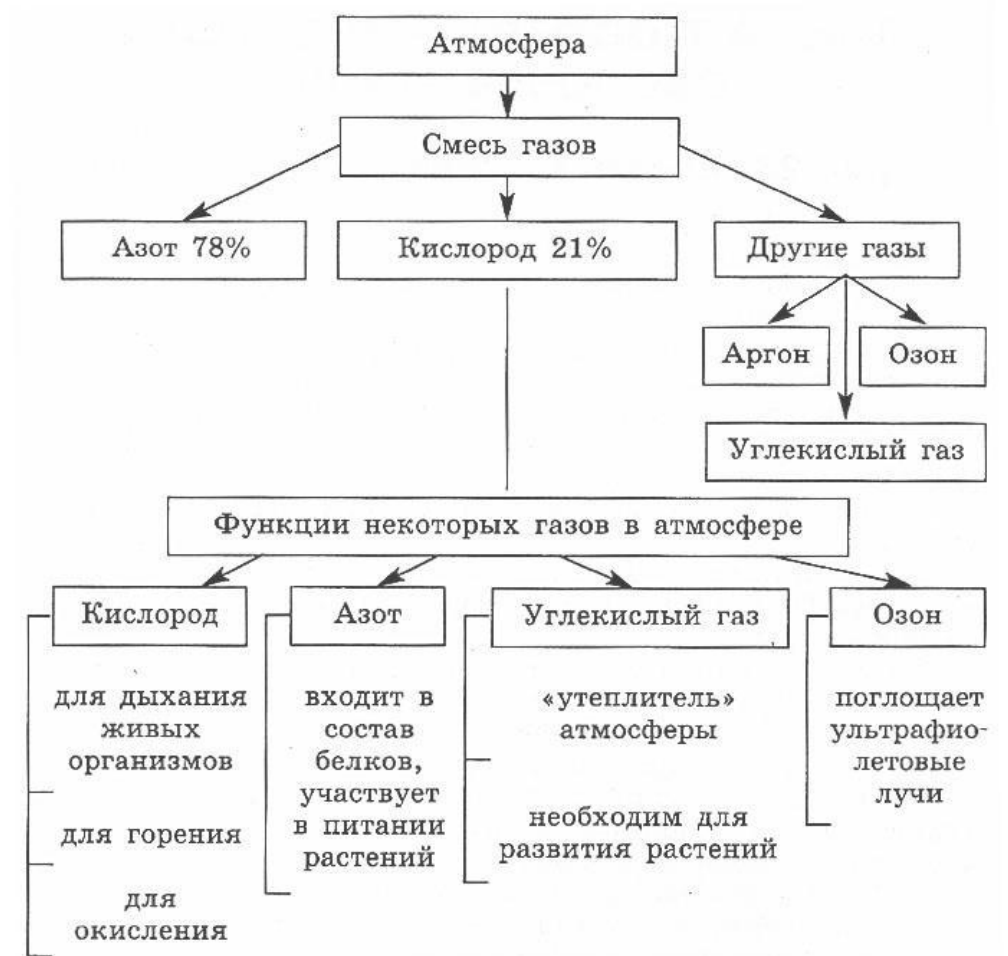 Атмосфера
Смесь газов
Азот 78%
Кислород 21%
Другие газы
Аргон
Озон
Углекислый газ
Функции некоторых газов в атмосфере
Кислород
для дыхания
живых
организмов
для горения
для
окисления
Азот
входит в
состав
белков,
участвует
в питании
растений
Углекислый газ
«утеплитель»
атмосферы
необходим для
развития растений
Озон
поглощает
ультрафио-
летовые
лучи